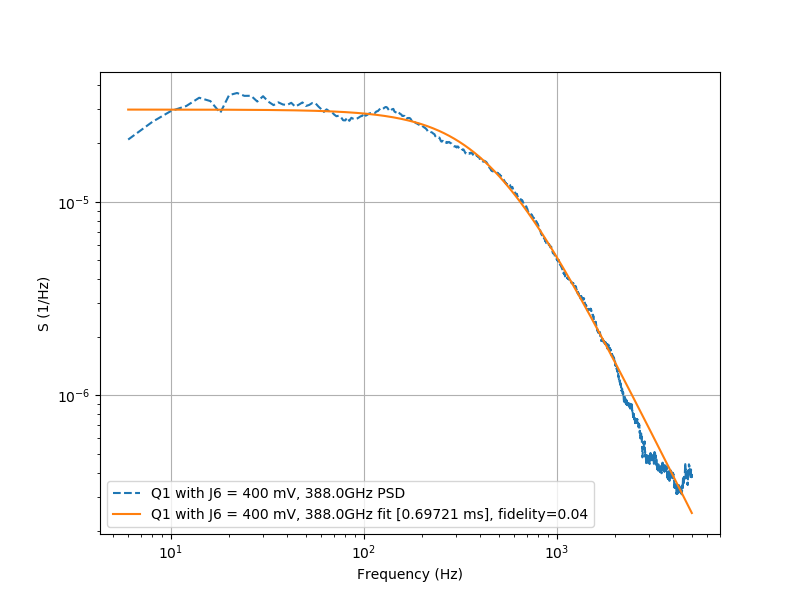 10⁻⁵
10⁻⁶
S (1/Hz)
Q1 with J6 = 400 mV, 388.0GHz PSD
Q1 with J6 = 400 mV, 388.0GHz fit [0.69721 ms], fidelity=0.04
10¹ 10² 10³
Frequency (Hz)